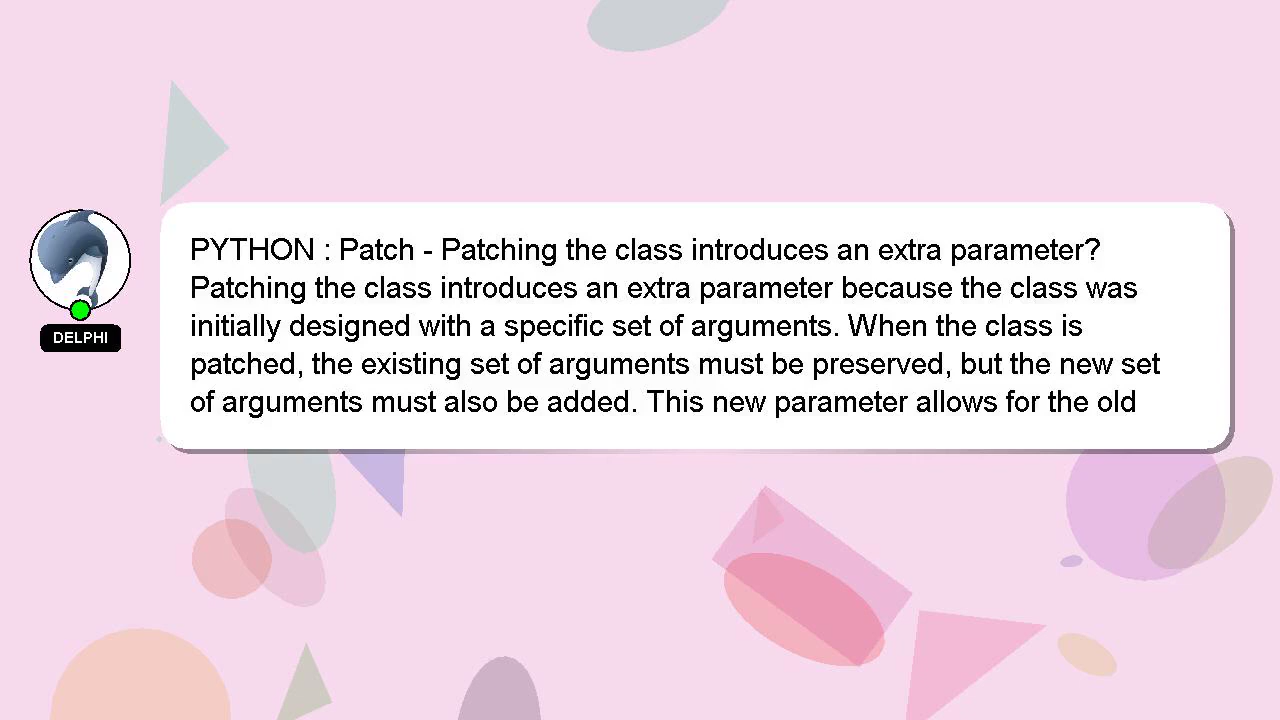 PYTHON : Patch - Patching the class introduces an extra parameter?
Patching the class introduces an extra parameter because the class was
initially designed with a specific set of arguments. When the class is
patched, the existing set of arguments must be preserved, but the new set
of arguments must also be added. This new parameter allows for the old
DELPHI